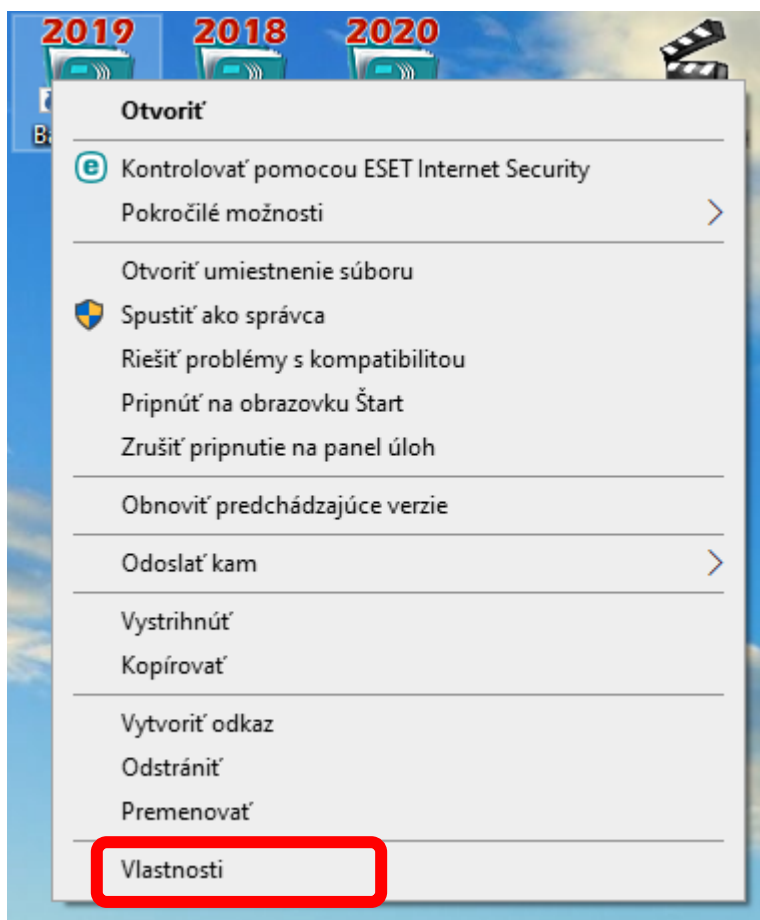 2019 2018 2020
Otvoriť
Kontrolovať pomocou ESET Internet Security
Pokročilé možnosti
Otvoriť umiestnenie súboru
Spustiť ako správca
Riešiť problémy s kompatibilitou
Pripnúť na obrazovku Štart
Zrušiť pripnutie na panel úloh
Obnoviť predchádzajúce verzie
Odoslať kam
Vystrihnúť
Kopírovať
Vytvoriť odkaz
Odstrániť
Premenovať
Vlastnosti